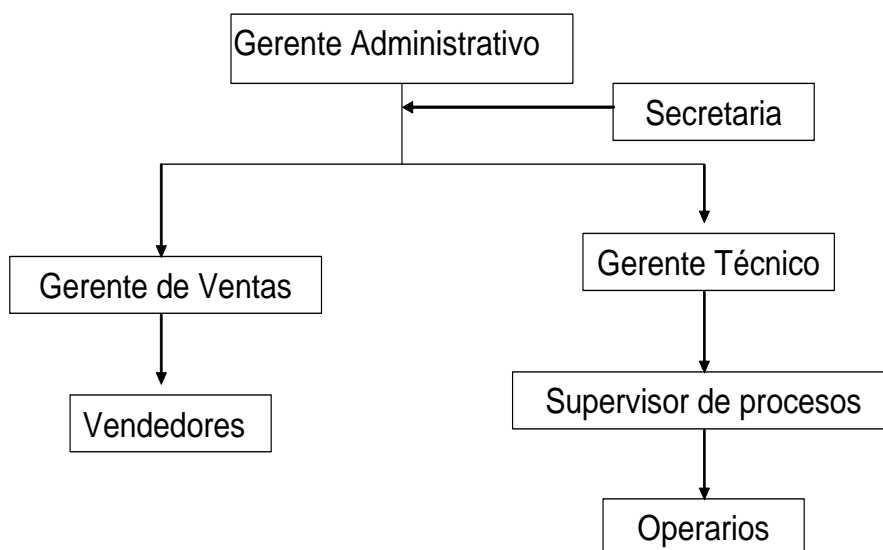 Gerente Administrativo
Secretaria
Gerente Técnico
Gerente de Ventas
Supervisor de procesos
Vendedores
Operarios